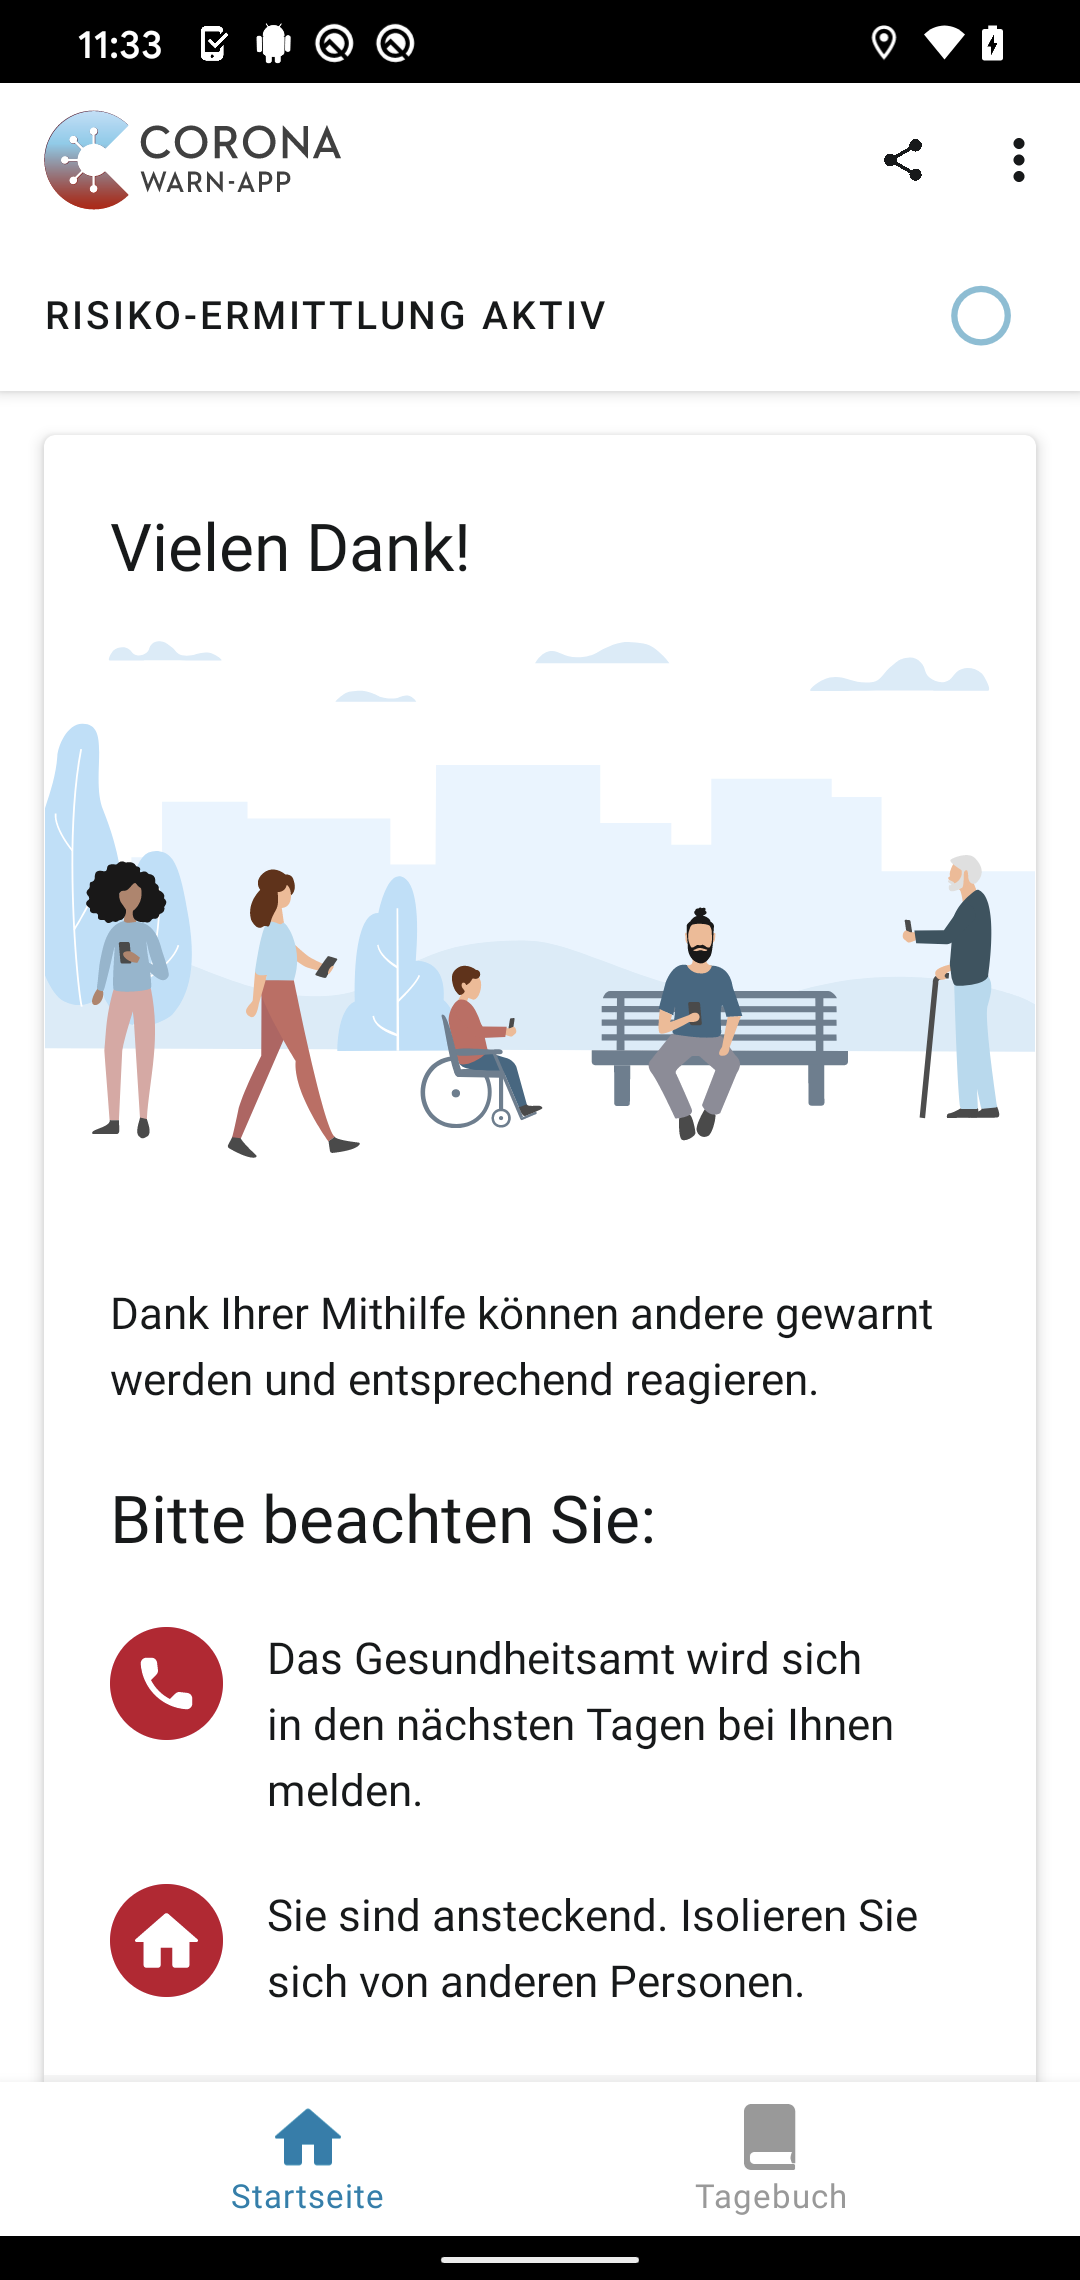 11:33
CORONA
WARN-APP
RISIKO-ERMITTLUNG AKTIV
Vielen Dank!
Dank Ihrer Mithilfe können andere gewarnt
werden und entsprechend reagieren.
Bitte beachten Sie:
Das Gesundheitsamt wird sich
in den nächsten Tagen bei Ihnen
melden.
Sie sind ansteckend. Isolieren Sie
sich von anderen Personen.
Startseite
Tagebuch